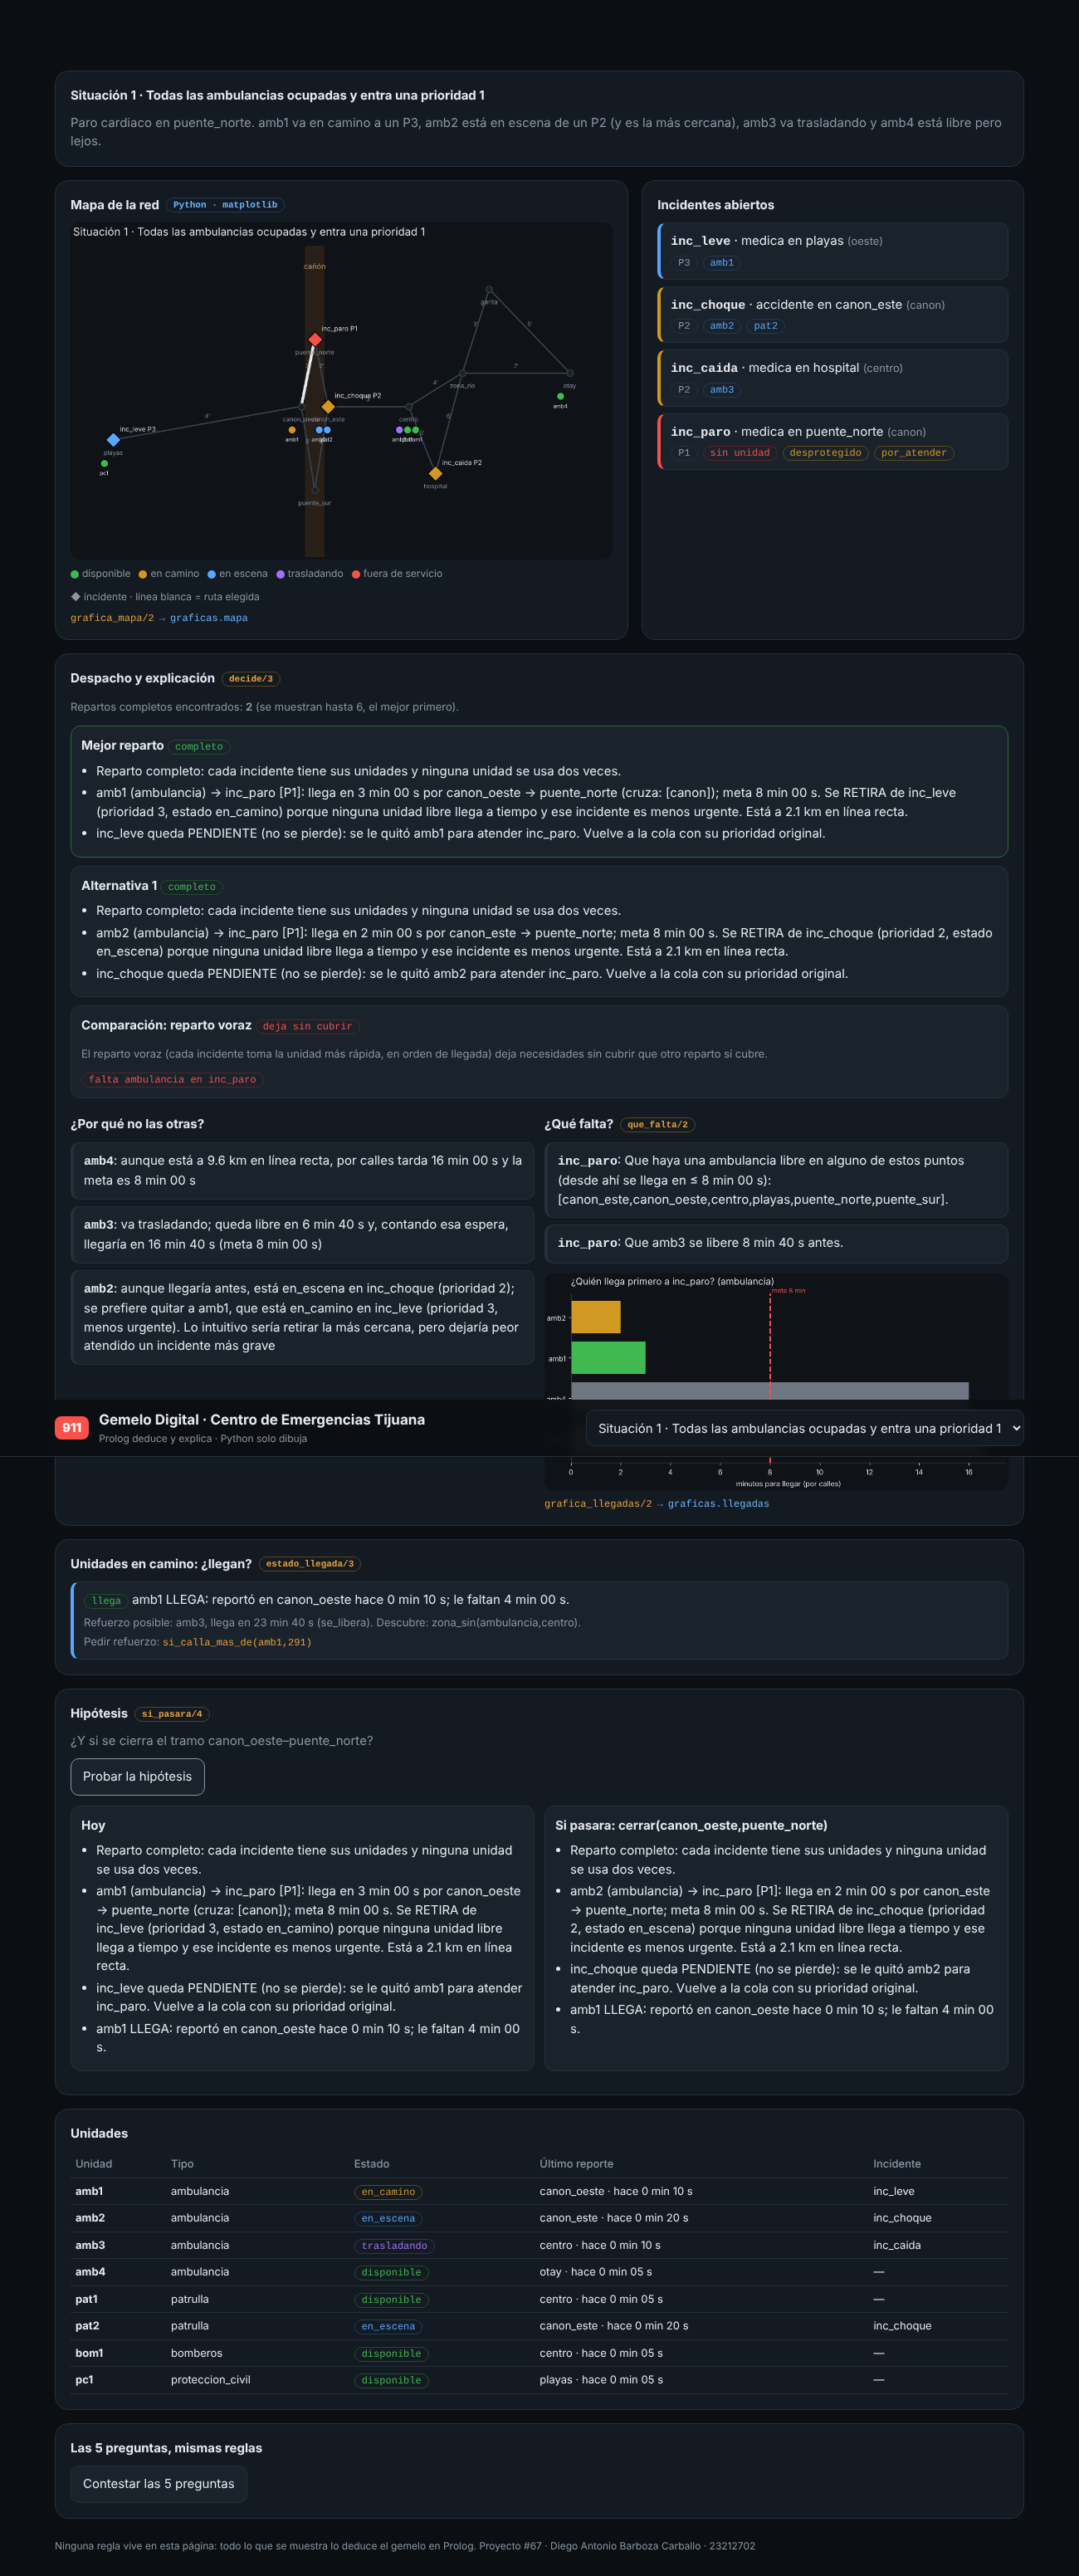 Situación 1 · Todas las ambulancias ocupadas y entra una prioridad 1
Paro cardiaco en puente_norte. amb1 va en camino a un P3, amb2 está en escena de un P2 (y es la más cercana), amb3 va trasladando y amb4 está libre pero
lejos.
Mapa de la red Python · matplotlib
Situación 1 · Todas las ambulancias ocupadas y entra una prioridad 1
cañón
garita
inc_paro P1
puente_norte
2'
5'
7'
4'
zona_rio
otay
amb4
inc_choque P2
4'
6
inc_leve P3
playas
pc1
centro
amb1
inc_caida P2
hospital
puente_sur
disponible en camino en escena trasladando fuera de servicio
◆ incidente · línea blanca = ruta elegida
grafica_mapa/2 → graficas.mapa
Incidentes abiertos
inc_leve · medica en playas (oeste)
P3 amb1
inc_choque · accidente en canon_este (canon)
P2 amb2 pat2
inc_caida · medica en hospital (centro)
P2 amb3
inc_paro · medica en puente_norte (canon)
P1 sin unidad desprotegido por_atender
Despacho y explicación decide/3
Repartos completos encontrados: 2 (se muestran hasta 6, el mejor primero).
Mejor reparto completo
• Reparto completo: cada incidente tiene sus unidades y ninguna unidad se usa dos veces.
• amb1 (ambulancia) → inc_paro [P1]: llega en 3 min 00 s por canon_oeste → puente_norte (cruza: [canon]); meta 8 min 00 s. Se RETIRA de inc_leve
(prioridad 3, estado en_camino) porque ninguna unidad libre llega a tiempo y ese incidente es menos urgente. Está a 2.1 km en línea recta.
• inc_leve queda PENDIENTE (no se pierde): se le quitó amb1 para atender inc_paro. Vuelve a la cola con su prioridad original.
Alternativa 1 completo
• Reparto completo: cada incidente tiene sus unidades y ninguna unidad se usa dos veces.
• amb2 (ambulancia) → inc_paro [P1]: llega en 2 min 00 s por canon_este → puente_norte; meta 8 min 00 s. Se RETIRA de inc_choque (prioridad 2, estado
en_escena) porque ninguna unidad libre llega a tiempo y ese incidente es menos urgente. Está a 2.1 km en línea recta.
• inc_choque queda PENDIENTE (no se pierde): se le quitó amb2 para atender inc_paro. Vuelve a la cola con su prioridad original.
Comparación: reparto voraz deja sin cubrir
El reparto voraz (cada incidente toma la unidad más rápida, en orden de llegada) deja necesidades sin cubrir que otro reparto sí cubre.
falta ambulancia en inc_paro
¿Por qué no las otras?
amb4: aunque está a 9.6 km en línea recta, por calles tarda 16 min 00 s y la
meta es 8 min 00 s
amb3: va trasladando; queda libre en 6 min 40 s y, contando esa espera,
llegaría en 16 min 40 s (meta 8 min 00 s)
amb2: aunque llegaría antes, está en_escena en inc_choque (prioridad 2);
se prefiere quitar a amb1, que está en_camino en inc_leve (prioridad 3,
menos urgente). Lo intuitivo sería retirar la más cercana, pero dejaría peor
atendido un incidente más grave
¿Qué falta? que_falta/2
inc_paro: Que haya una ambulancia libre en alguno de estos puntos
(desde ahí se llega en ≤ 8 min 00 s):
[canon_este,canon_oeste,centro,playas,puente_norte,puente_sur].
inc_paro: Que amb3 se libere 8 min 40 s antes.
¿Quién llega primero a inc_paro? (ambulancia)
meta 8 min
amb2
amb1
911 Gemelo Digital · Centro de Emergencias Tijuana
Prolog deduce y explica · Python solo dibuja
Situación 1 · Todas las ambulancias ocupadas y entra una prioridad 1
0 2 4 6 8 10 12 14 16
minutos para llegar (por calles)
grafica_llegadas/2 → graficas.llegadas
Unidades en camino: ¿llegan? estado_llegada/3
llega amb1 LLEGA: reportó en canon_oeste hace 0 min 10 s; le faltan 4 min 00 s.
Refuerzo posible: amb3, llega en 23 min 40 s (se_libera). Descubre: zona_sin(ambulancia,centro).
Pedir refuerzo: si_calla_mas_de(amb1,291)
Hipótesis si_pasara/4
¿Y si se cierra el tramo canon_oeste–puente_norte?
Probar la hipótesis
Hoy
• Reparto completo: cada incidente tiene sus unidades y ninguna unidad
se usa dos veces.
• amb1 (ambulancia) → inc_paro [P1]: llega en 3 min 00 s por canon_oeste
→ puente_norte (cruza: [canon]); meta 8 min 00 s. Se RETIRA de
inc_leve (prioridad 3, estado en_camino) porque ninguna unidad libre
llega a tiempo y ese incidente es menos urgente. Está a 2.1 km en línea
recta.
• inc_leve queda PENDIENTE (no se pierde): se le quitó amb1 para atender
inc_paro. Vuelve a la cola con su prioridad original.
• amb1 LLEGA: reportó en canon_oeste hace 0 min 10 s; le faltan 4 min 00
s.
Si pasara: cerrar(canon_oeste,puente_norte)
• Reparto completo: cada incidente tiene sus unidades y ninguna unidad
se usa dos veces.
• amb2 (ambulancia) → inc_paro [P1]: llega en 2 min 00 s por canon_este
→ puente_norte; meta 8 min 00 s. Se RETIRA de inc_choque (prioridad
2, estado en_escena) porque ninguna unidad libre llega a tiempo y ese
incidente es menos urgente. Está a 2.1 km en línea recta.
• inc_choque queda PENDIENTE (no se pierde): se le quitó amb2 para
atender inc_paro. Vuelve a la cola con su prioridad original.
• amb1 LLEGA: reportó en canon_oeste hace 0 min 10 s; le faltan 4 min 00
s.
Unidades
Unidad Tipo Estado Último reporte Incidente
amb1 ambulancia en_camino canon_oeste · hace 0 min 10 s inc_leve
amb2 ambulancia en_escena canon_este · hace 0 min 20 s inc_choque
amb3 ambulancia trasladando centro · hace 0 min 10 s inc_caida
amb4 ambulancia disponible otay · hace 0 min 05 s —
pat1 patrulla disponible centro · hace 0 min 05 s —
pat2 patrulla en_escena canon_este · hace 0 min 20 s inc_choque
bom1 bomberos disponible centro · hace 0 min 05 s —
pc1 proteccion_civil disponible playas · hace 0 min 05 s —
Las 5 preguntas, mismas reglas
Contestar las 5 preguntas
Ninguna regla vive en esta página: todo lo que se muestra lo deduce el gemelo en Prolog. Proyecto #67 · Diego Antonio Barboza Carballo · 23212702